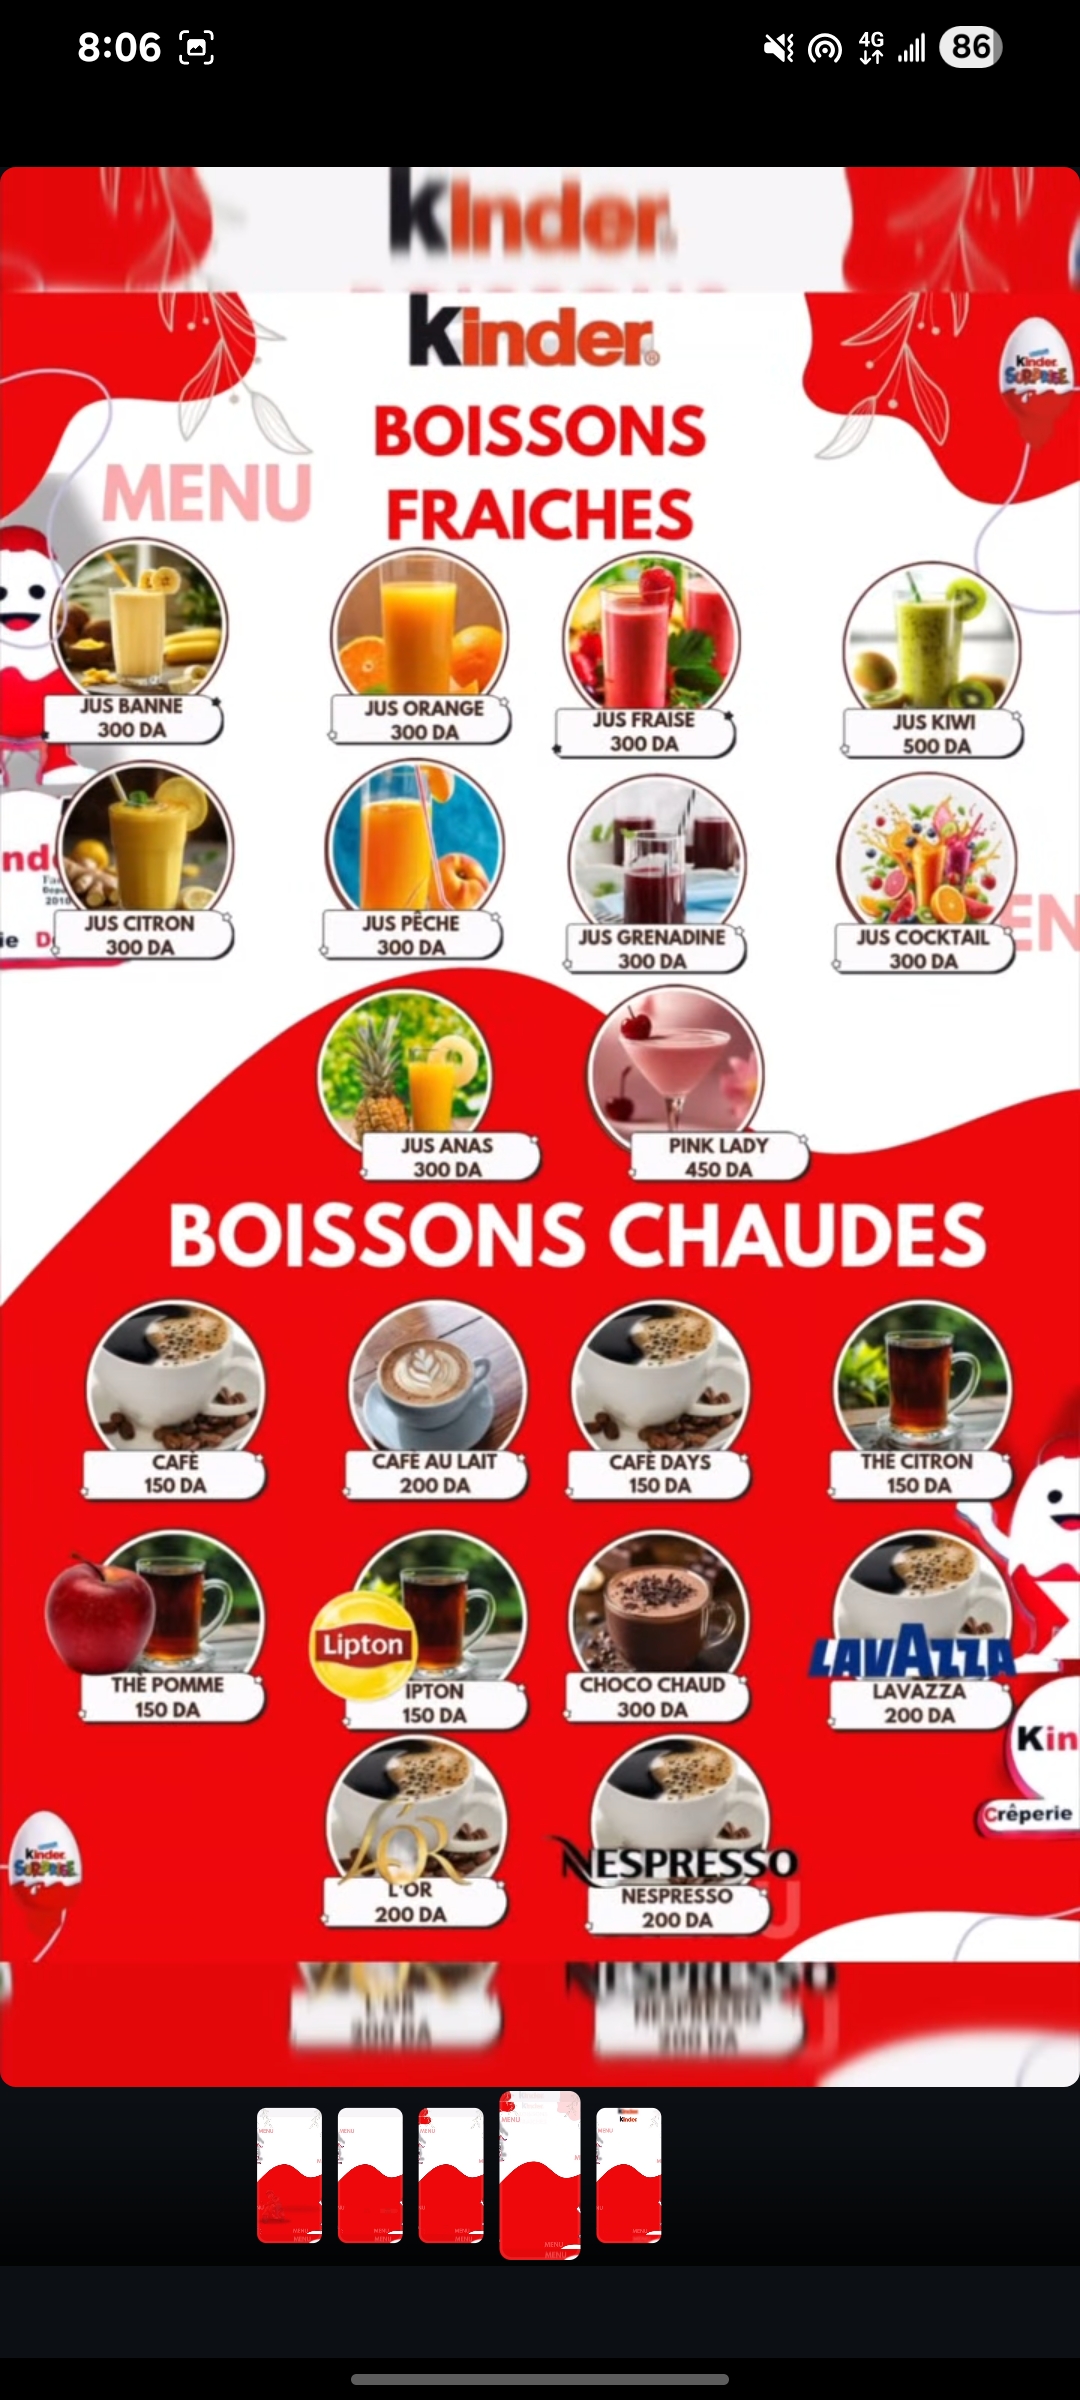 8:06
4G
86
kinder
kinder®
BOISSONS
FRAICHES
MENU
kinder
SURPRISE
JUS BANNE
300 DA
JUS ORANGE
300 DA
JUS FRAISE
300 DA
JUS KIWI
500 DA
JUS CITRON
300 DA
JUS PÈCHE
300 DA
JUS GRENADINE
300 DA
JUS COCKTAIL
300 DA
JUS ANAS
300 DA
PINK LADY
450 DA
BOISSONS CHAUDES
CAFÉ
150 DA
CAFÉ AU LAIT
200 DA
CAFÉ DAYS
150 DA
THÉ CITRON
150 DA
THÉ POMME
150 DA
Lipton
IPTON
150 DA
CHOCO CHAUD
300 DA
LAVAZZA
LAVAZZA
200 DA
Kin
Crêperie
kinder
SURPRISE
L'OR
L'OR
200 DA
NESPRESSO
NESPRESSO
200 DA